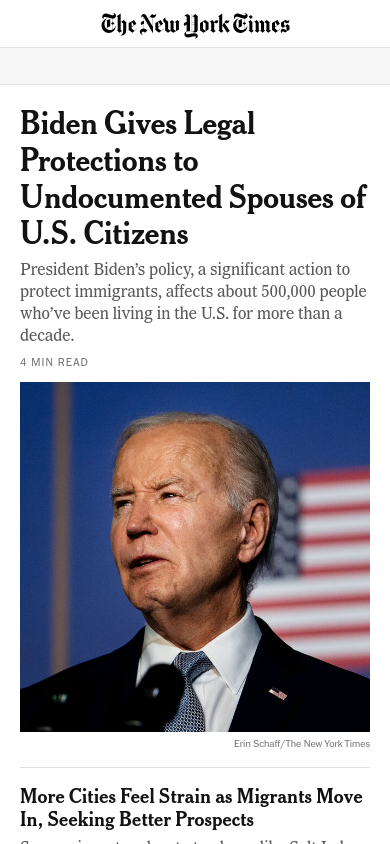 The New York Times
Biden Gives Legal
Protections to
Undocumented Spouses of
U.S. Citizens
President Biden’s policy, a significant action to
protect immigrants, affects about 500,000 people
who’ve been living in the U.S. for more than a
decade.
4 MIN READ
Erin Schaff/The New York Times
More Cities Feel Strain as Migrants Move
In, Seeking Better Prospects